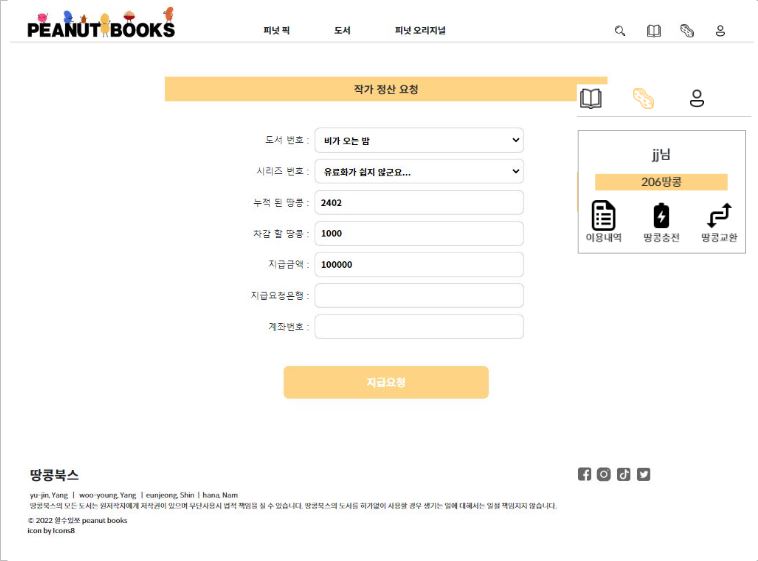 PEANUT BOOKS
피넛 픽
도서
피넛 오리지널
작가 정산 요청
도서 번호 :
비가 오는 밤
시리즈 번호 :
유료화가 쉽지 않군요...
누적 된 땅콩 :
2402
차감 할 땅콩 :
1000
지급금액 :
100000
지급요청은행 :
계좌번호 :
지급요청
jj님
206땅콩
이용내역
땅콩충전
땅콩교환
땅콩북스
yu-jin, Yang | woo-young, Yang | eunjeong, Shin | hana, Nam
땅콩북스의 모든 도서는 원저작자에게 저작권이 있으며 무단사용시 법적 책임을 질 수 있습니다. 땅콩북스의 도서를 허가없이 사용할 경우 생기는 일에 대해서는 일절 책임지지 않습니다.
© 2022 할수있쪼 peanut books
icon by Icons8